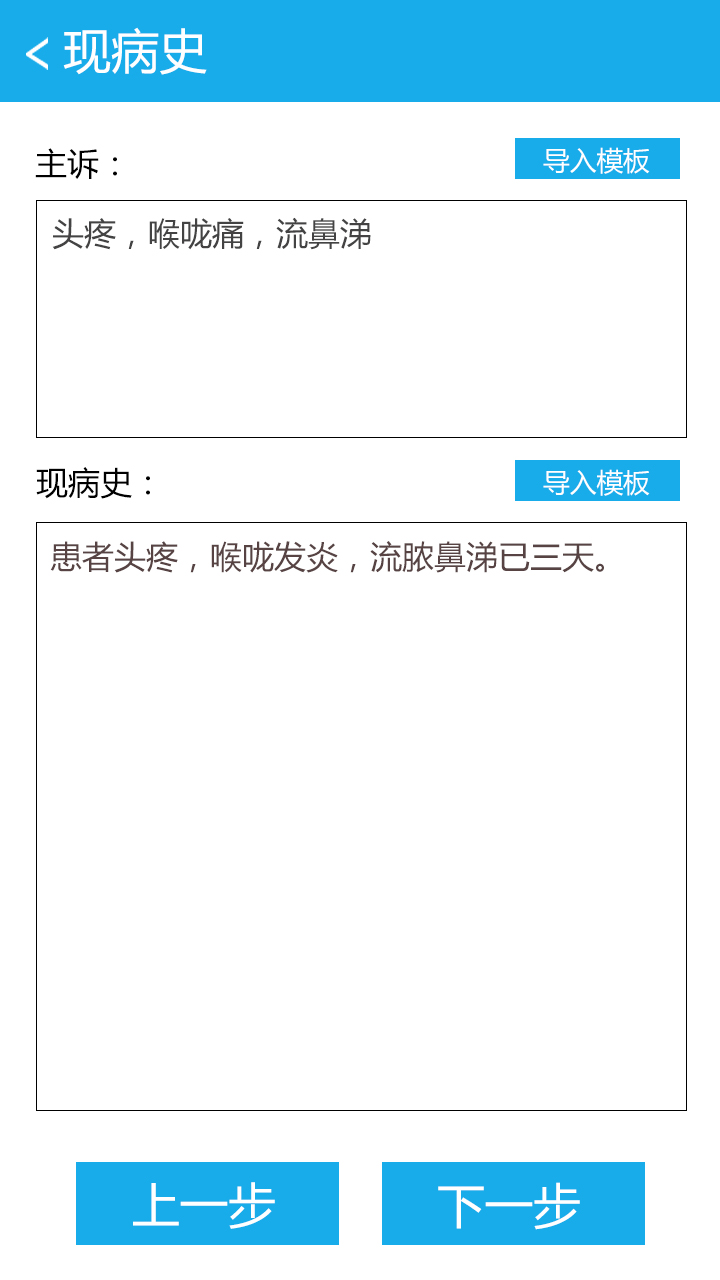 < 现病史
主诉：
导入模板
头疼，喉咙痛，流鼻涕
现病史：
导入模板
患者头疼，喉咙发炎，流脓鼻涕已三天。
上一步
下一步